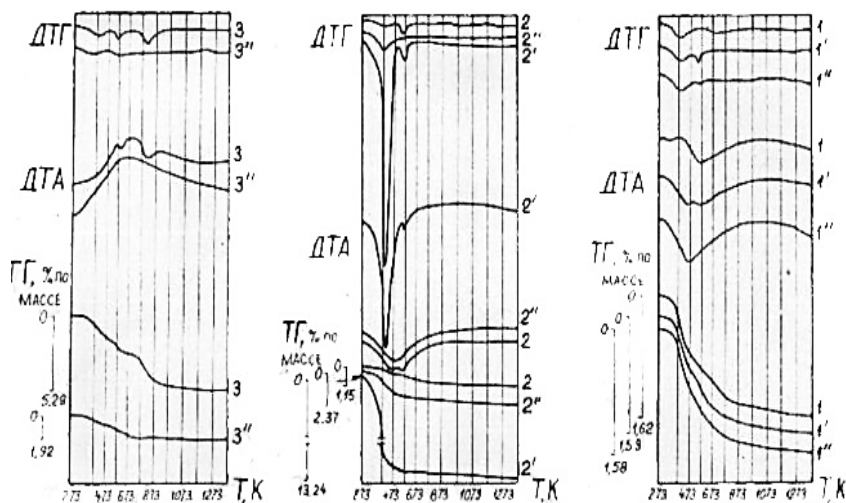 ДТГ
3
3"
ДТА
3
3"
ТГ, % по
МАССЕ
0
5,29
3
0
1,92
3"
273 473 673 873 1073 1273 Т,К
ДТГ
2
2"
2'
ДТА
2'
2"
2
ТГ, % по
МАССЕ
0 0 0
1,15
2,37
13,24
2
2"
2'
273 473 673 873 1073 1273 Т,К
ДТГ
1
1'
1"
ДТА
1
1'
1"
ТГ, % по
МАССЕ
0
0
0
1,62
1,59
1,58
1
1'
1"
273 473 673 873 1073 1273 Т,К